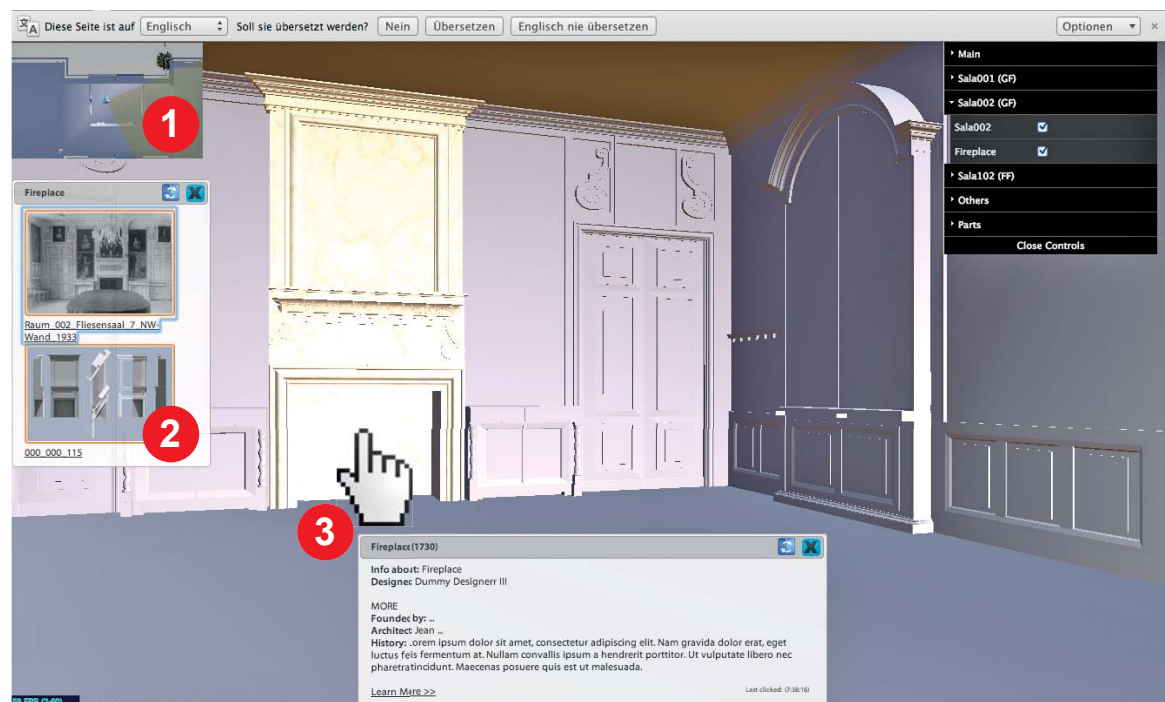 Diese Seite ist auf Englisch Soll sie übersetzt werden? Nein Übersetzen Englisch nie übersetzen Optionen ×
1
Main
Sala001 (GF)
Sala002 (GF)
Sala002
Fireplace
Sala102 (FF)
Others
Parts
Close Controls
Fireplace
Raum_002_Fliesensaal_7_NW-
Wand_1933
2
000_000_115
3
Fireplace(1730)
Info about: Fireplace
Designer Dummy Designerr III
MORE
Founded by: ...
Architect Jean ...
History: .orem ipsum dolor sit amet, consectetur adipiscing elit. Nam gravida dolor erat, eget
luctus feis fermentum at. Nullam convallis ipsum a hendrerit porttitor. Ut vulputate libero nec
pharetratincidunt. Maecenas posuere quis est ut malesuada.
Learn More >>
Last clicked: (7:38:16)